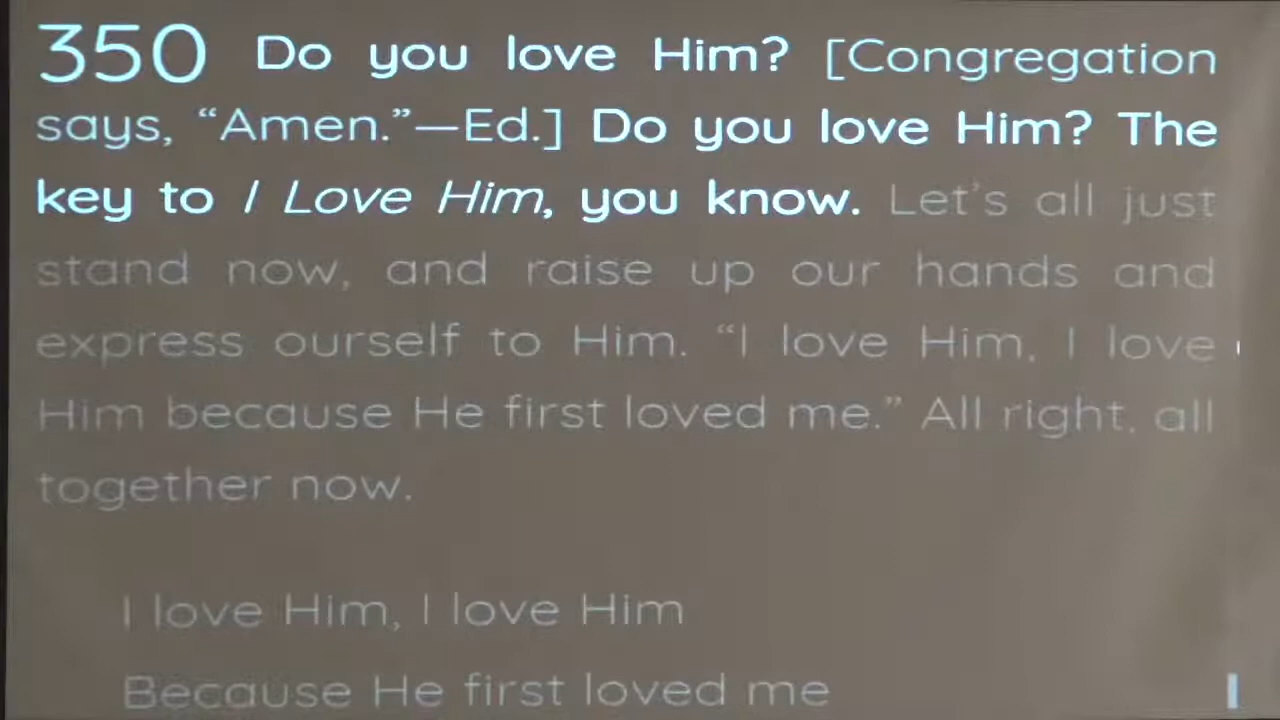 350 Do you love Him? [Congregation
says, “Amen.”—Ed.] Do you love Him? The
key to I Love Him, you know. Let’s all just
stand now, and raise up our hands and
express ourself to Him. “I love Him, I love
Him because He first loved me.” All right, all
together now.
I love Him, I love Him
Because He first loved me